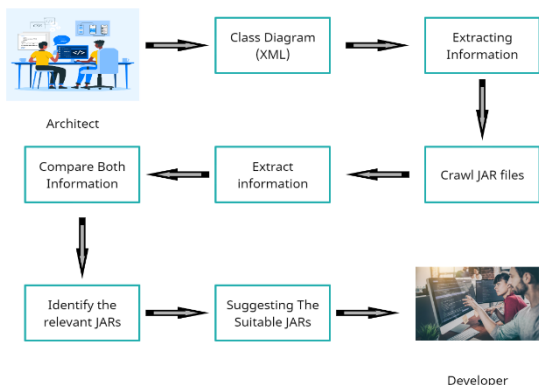 Class Diagram
(XML)
Extracting
Information
Architect
Compare Both
Information
Extract
information
Crawl JAR files
Identify the
relevant JARs
Suggesting The
Suitable JARs
Developer